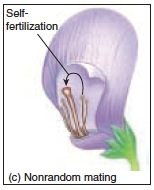 Self-
fertilization
(c) Nonrandom mating